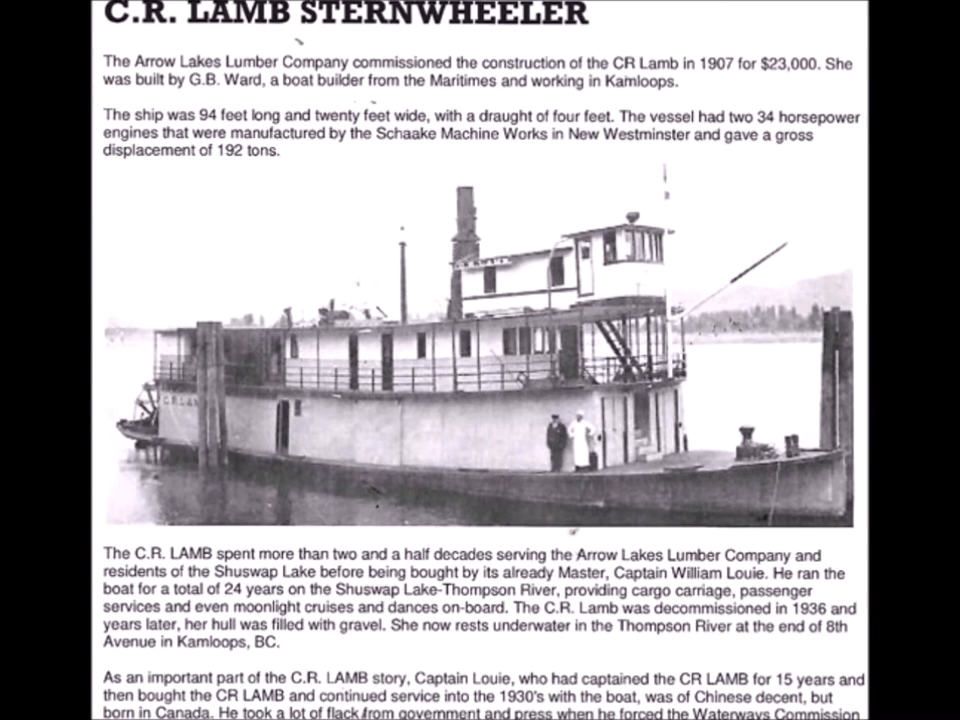 C.R. LAMB STERNWHEELER
The Arrow Lakes Lumber Company commissioned the construction of the CR Lamb in 1907 for $23,000. She
was built by G.B. Ward, a boat builder from the Maritimes and working in Kamloops.
The ship was 94 feet long and twenty feet wide, with a draught of four feet. The vessel had two 34 horsepower
engines that were manufactured by the Schaake Machine Works in New Westminster and gave a gross
displacement of 192 tons.
C.R. LAMB
The C.R. LAMB spent more than two and a half decades serving the Arrow Lakes Lumber Company and
residents of the Shuswap Lake before being bought by its already Master, Captain William Louie. He ran the
boat for a total of 24 years on the Shuswap Lake-Thompson River, providing cargo carriage, passenger
services and even moonlight cruises and dances on-board. The C.R. Lamb was decommissioned in 1936 and
years later, her hull was filled with gravel. She now rests underwater in the Thompson River at the end of 8th
Avenue in Kamloops, BC.
As an important part of the C.R. LAMB story, Captain Louie, who had captained the CR LAMB for 15 years and
then bought the CR LAMB and continued service into the 1930's with the boat, was of Chinese decent, but
born in Canada. He took a lot of flack from government and press when he forced the Waterways Commission